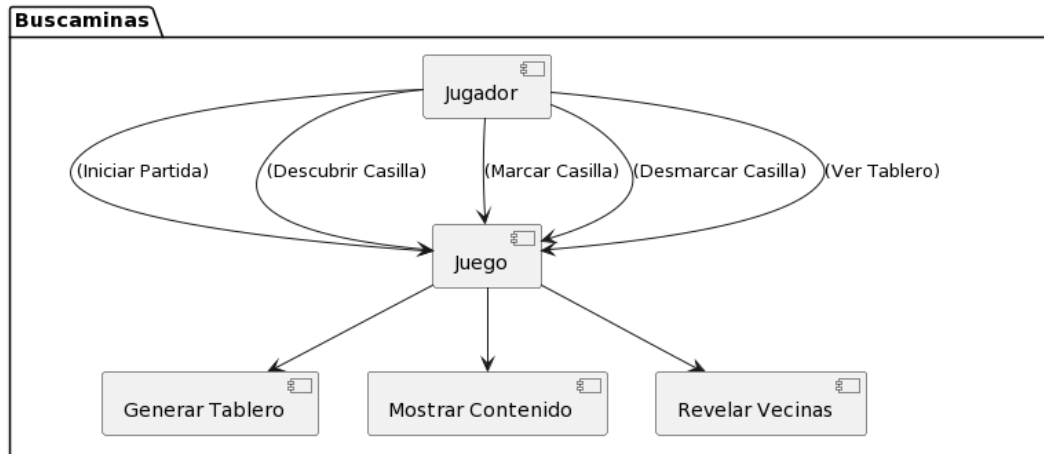 Buscaminas
Jugador
(Iniciar Partida)
(Descubrir Casilla)
(Marcar Casilla)
(Desmarcar Casilla)
(Ver Tablero)
Juego
Generar Tablero
Mostrar Contenido
Revelar Vecinas